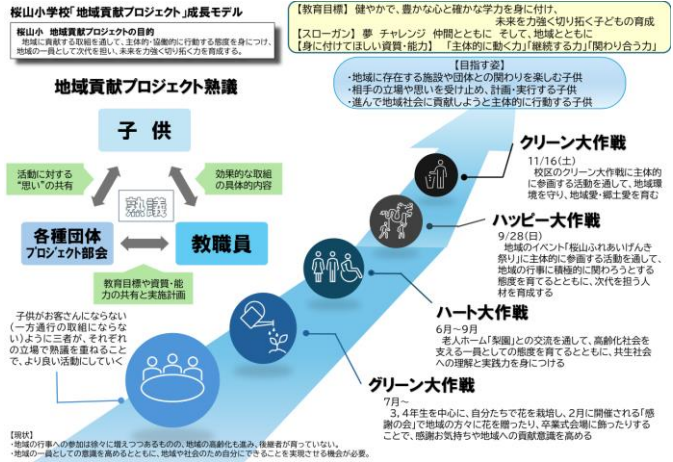 桜山小学校「地域貢献プロジェクト」成長モデル
桜山小　地域貢献プロジェクトの目的
地域に貢献する取組を通して、主体的・協働的に行動する態度を身につけ、
地域の一員として次代を担い、未来を力強く切り拓く力を育成する。
【教育目標】 健やかで、豊かな心と確かな学力を身に付け、
未来を力強く切り拓く子どもの育成
【スローガン】 夢　チャレンジ　仲間とともに　そして、地域とともに
【身に付けてほしい資質・能力】　「主体的に動く力」「継続する力」「関わり合う力」
【目指す姿】
・地域に存在する施設や団体との関わりを楽しむ子供
・相手の立場や思いを受け止め、計画・実行する子供
・進んで地域社会に貢献しようと主体的に行動する子供
地域貢献プロジェクト熟議
子 供
活動に対する
“思い”の共有
効果的な取組
の具体的内容
熟議
各種団体
プロジェクト部会
教職員
教育目標や資質・能
力の共有と実施計画
子供がお客さんにならない
（一方通行の取組にならな
い）ように三者が、それぞれ
の立場で熟議を重ねること
で、より良い活動にしていく
クリーン大作戦
11/16(土)
校区のクリーン大作戦に主体的
に参画する活動を通して、地域環
境を守り、地域愛・郷土愛を育む
ハッピー大作戦
9/28(日)
地域のイベント「桜山ふれあいげんき
祭り」に主体的に参画する活動を通して、
地域の行事に積極的に関わろうとする
態度を育てるとともに、次代を担う人
材を育成する
ハート大作戦
6月～9月
老人ホーム「梨園」との交流を通して、高齢化社会を
支える一員としての態度を育てるとともに、共生社会
への理解と実践力を身につける
グリーン大作戦
7月～
3，4年生を中心に、自分たちで花を栽培し、2月に開催される「感
謝の会」で地域の方々に花を贈ったり、卒業式会場に飾ったりする
ことで、感謝お気持ちや地域への貢献意識を高める
【現状】
・地域の行事への参加は徐々に増えつつあるものの、地域の高齢化も進み、後継者が育っていない。
・地域の一員としての意識を高めるとともに、地域や社会のため自分にできることを実現させる機会が必要。